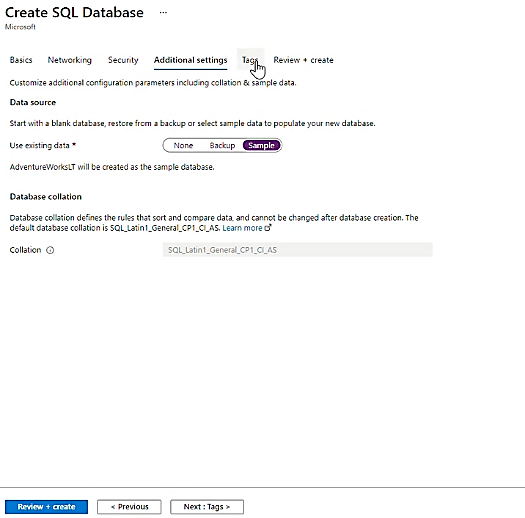 Create SQL Database ...
Microsoft
Basics Networking Security Additional settings Tags Review + create
Customize additional configuration parameters including collation & sample data.
Data source
Start with a blank database, restore from a backup or select sample data to populate your new database.
Use existing data * None Backup Sample
AdventureWorksLT will be created as the sample database.
Database collation
Database collation defines the rules that sort and compare data, and cannot be changed after database creation. The
default database collation is SQL_Latin1_General_CP1_CI_AS. Learn more
Collation SQL_Latin1_General_CP1_CI_AS
Review + create < Previous Next : Tags >